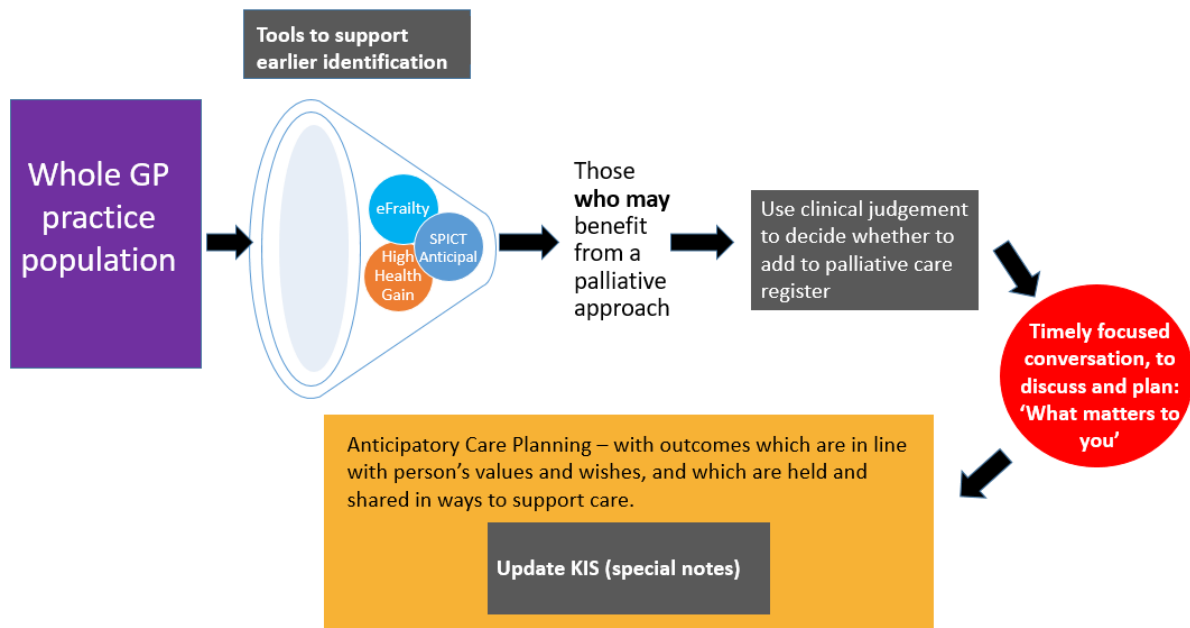 Tools to support
earlier identification
Whole GP
practice
population
eFrailty
SPICT
Anticipal
High
Health
Gain
Those
who may
benefit
from a
palliative
approach
Use clinical judgement
to decide whether to
add to palliative care
register
Timely focused
conversation, to
discuss and plan:
‘What matters to
you’
Anticipatory Care Planning – with outcomes which are in line
with person’s values and wishes, and which are held and
shared in ways to support care.
Update KIS (special notes)